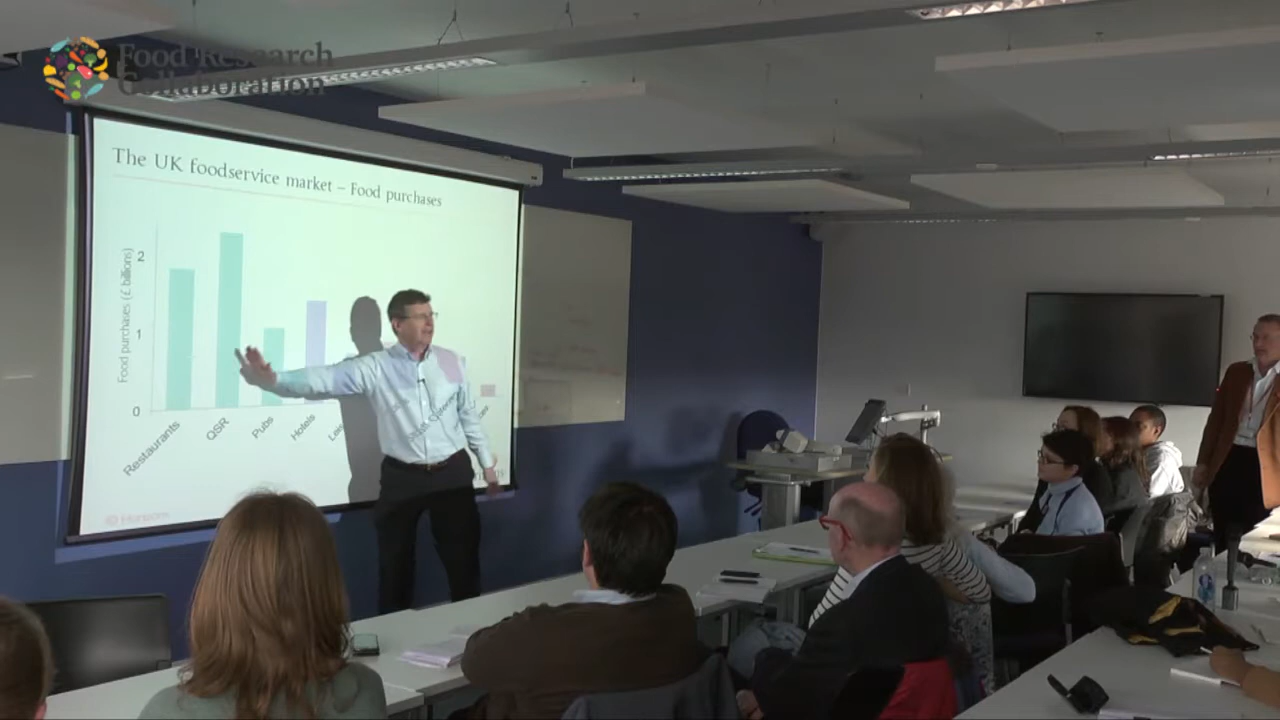 Food Research
Collaboration
The UK foodservice market – Food purchases
Food purchases (£ billions)
2
1
0
Restaurants
QSR
Pubs
Hotels